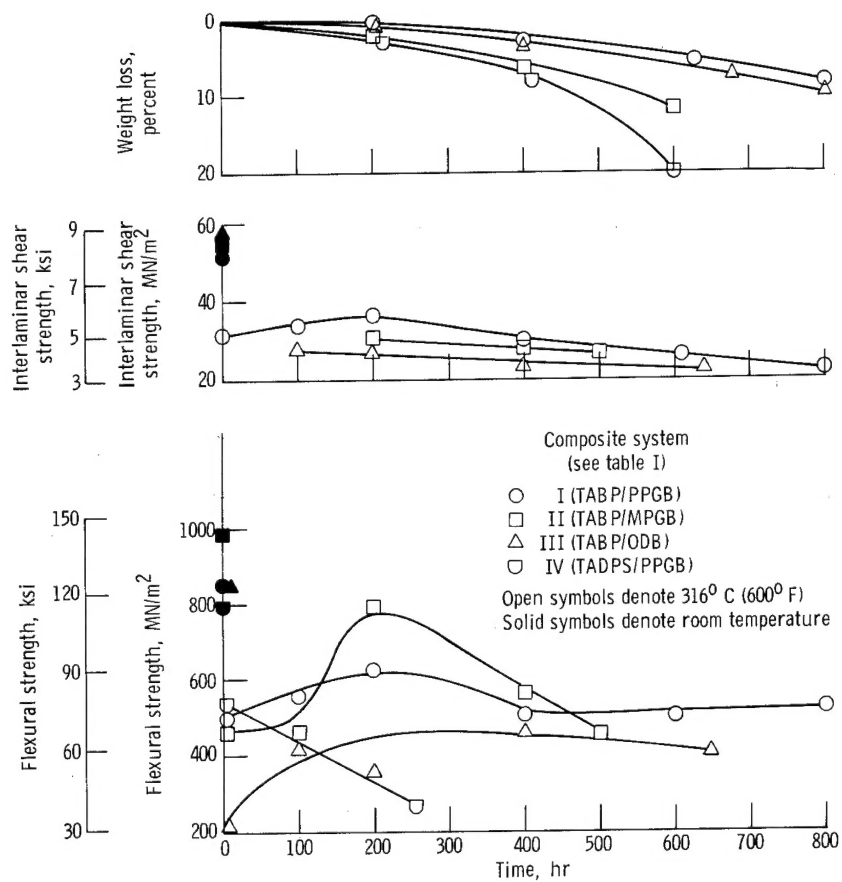 0
10
20
Weight loss,
percent
9
7
5
3
Interlaminar shear
strength, ksi
60
40
20
Interlaminar shear
strength, MN/m2
Composite system
(see table I)
I (TABP/PPGB)
II (TABP/MPGB)
III (TABP/ODB)
IV (TADPS/PPGB)
Open symbols denote 316° C (600° F)
Solid symbols denote room temperature
150
120
90
60
30
Flexural strength, ksi
1000
800
600
400
200
Flexural strength, MN/m2
0 100 200 300 400 500 600 700 800
Time, hr